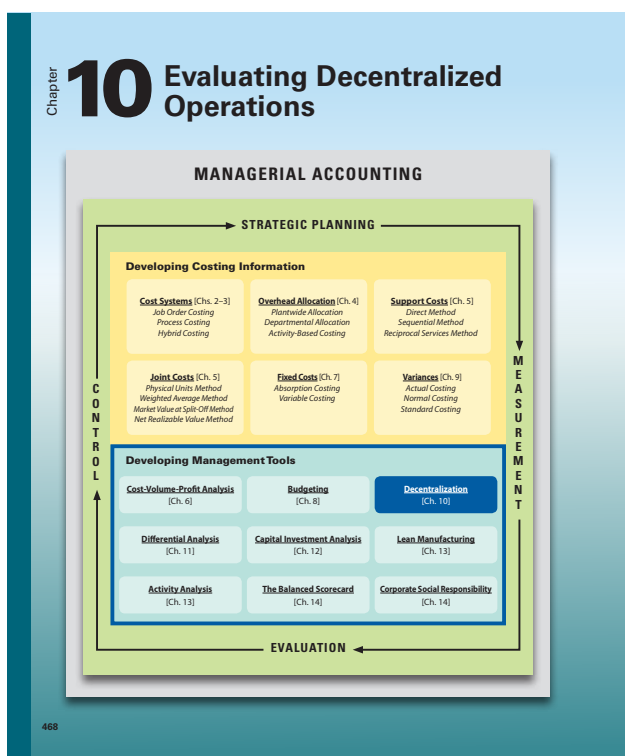 Chapter
10
Evaluating Decentralized
Operations
MANAGERIAL ACCOUNTING
STRATEGIC PLANNING
Developing Costing Information
Cost Systems [Chs. 2–3]
Job Order Costing
Process Costing
Hybrid Costing
Overhead Allocation [Ch. 4]
Plantwide Allocation
Departmental Allocation
Activity-Based Costing
Support Costs [Ch. 5]
Direct Method
Sequential Method
Reciprocal Services Method
Joint Costs [Ch. 5]
Physical Units Method
Weighted Average Method
Market Value at Split-Off Method
Net Realizable Value Method
Fixed Costs [Ch. 7]
Absorption Costing
Variable Costing
Variances [Ch. 9]
Actual Costing
Normal Costing
Standard Costing
CONTROL
MEASUREMENT
Developing Management Tools
Cost-Volume-Profit Analysis
[Ch. 6]
Budgeting
[Ch. 8]
Decentralization
[Ch. 10]
Differential Analysis
[Ch. 11]
Capital Investment Analysis
[Ch. 12]
Lean Manufacturing
[Ch. 13]
Activity Analysis
[Ch. 13]
The Balanced Scorecard
[Ch. 14]
Corporate Social Responsibility
[Ch. 14]
EVALUATION
468